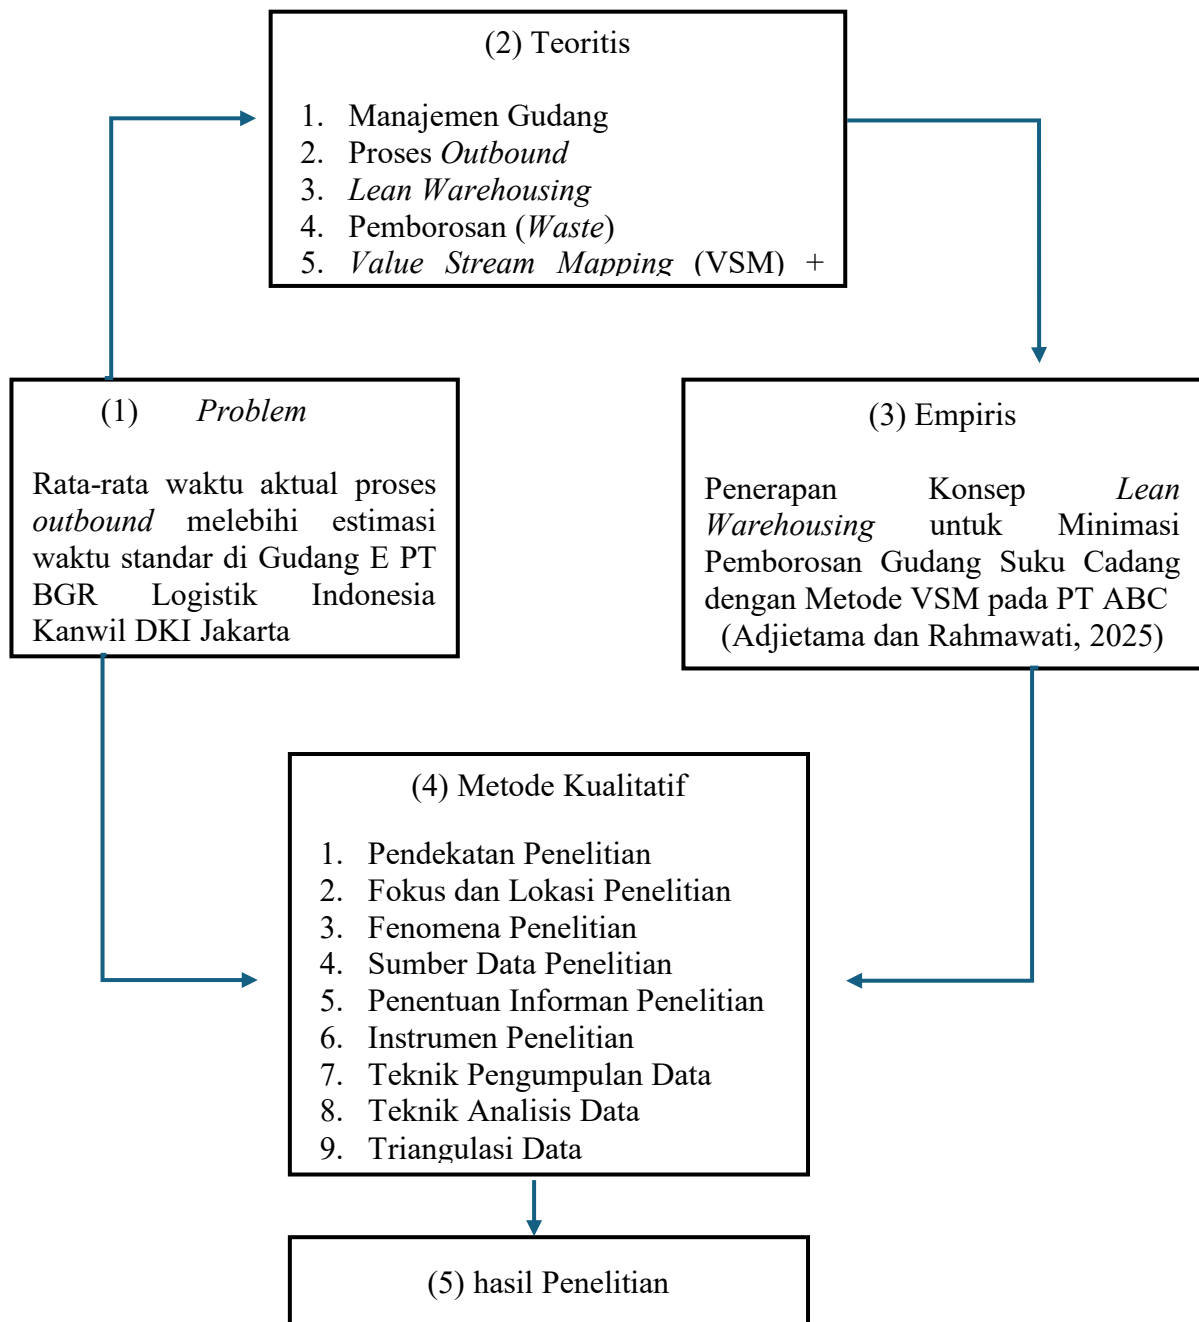 (2) Teoritis
1. Manajemen Gudang
2. Proses Outbound
3. Lean Warehousing
4. Pemborosan (Waste)
5. Value Stream Mapping (VSM) +
(1) Problem
Rata-rata waktu aktual proses
outbound melebihi estimasi
waktu standar di Gudang E PT
BGR Logistik Indonesia
Kanwil DKI Jakarta
(3) Empiris
Penerapan Konsep Lean
Warehousing untuk Minimasi
Pemborosan Gudang Suku Cadang
dengan Metode VSM pada PT ABC
(Adjietama dan Rahmawati, 2025)
(4) Metode Kualitatif
1. Pendekatan Penelitian
2. Fokus dan Lokasi Penelitian
3. Fenomena Penelitian
4. Sumber Data Penelitian
5. Penentuan Informan Penelitian
6. Instrumen Penelitian
7. Teknik Pengumpulan Data
8. Teknik Analisis Data
9. Triangulasi Data
(5) hasil Penelitian